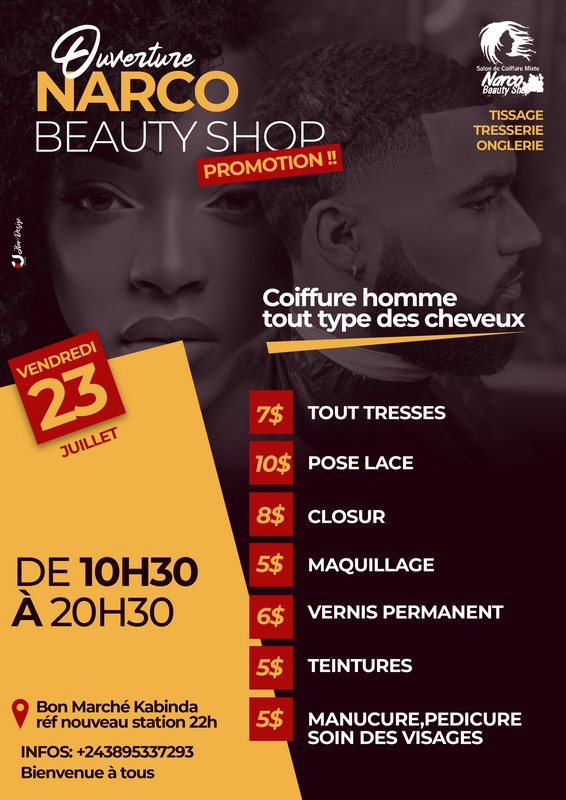 Ouverture
NARCO
BEAUTY SHOP
PROMOTION !!
Salon de Coiffure Mixte
Narco
Beauty Shop
TISSAGE
TRESSERIE
ONGLERIE
Coiffure homme
tout type des cheveux
VENDREDI
23
JUILLET
7$ TOUT TRESSES
10$ POSE LACE
8$ CLOSUR
5$ MAQUILLAGE
6$ VERNIS PERMANENT
5$ TEINTURES
5$ MANUCURE,PEDICURE
SOIN DES VISAGES
DE 10H30
À 20H30
Bon Marché Kabinda
réf nouveau station 22h
INFOS: +243895337293
Bienvenue à tous